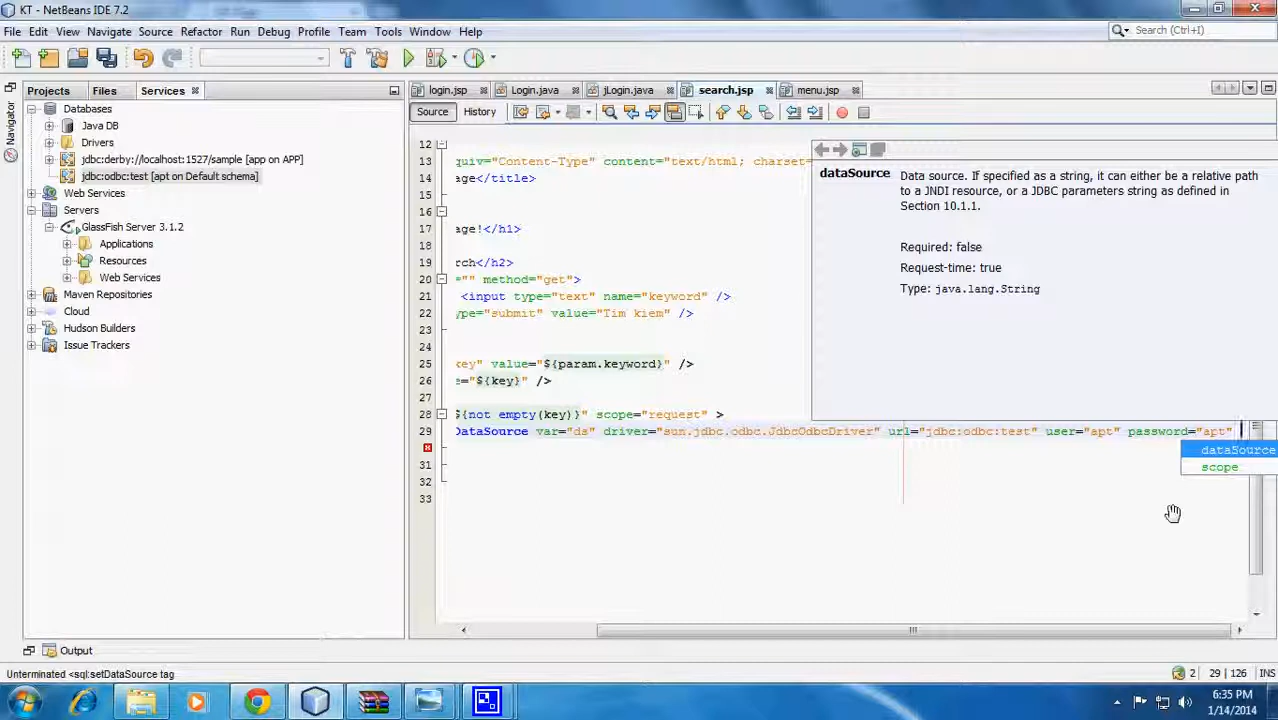 KT - NetBeans IDE 7.2
File Edit View Navigate Source Refactor Run Debug Profile Team Tools Window Help
Search (Ctrl+I)
Projects Files Services
login.jsp Login.java jLogin.java search.jsp menu.jsp
Source History
Navigator
Databases
Java DB
Drivers
jdbc:derby://localhost:1527/sample [app on APP]
jdbc:odbc:test [apt on Default schema]
Web Services
Servers
GlassFish Server 3.1.2
Applications
Resources
Web Services
Maven Repositories
Cloud
Hudson Builders
Issue Trackers
12
13 quiv="Content-Type" content="text/html; charset=
14 age</title>
15
16
17 age!</h1>
18
19 rch</h2>
20 ="" method="get">
21 <input type="text" name="keyword" />
22 ype="submit" value="Tim kiem" />
23
24
25 key" value="${param.keyword}" />
26 e="${key}" />
28 ${not empty(key)}" scope="request" >
29 DataSource var="ds" driver="sun.jdbc.odbc.JdbcOdbcDriver" url="jdbc:odbc:test" user="apt" password="apt"
31
32
33
dataSource Data source. If specified as a string, it can either be a relative path
to a JNDI resource, or a JDBC parameters string as defined in
Section 10.1.1.
Required: false
Request-time: true
Type: java.lang.String
dataSource
scope
Output
Unterminated <sql:setDataSource tag
2 29 | 126 INS
6:35 PM
1/14/2014